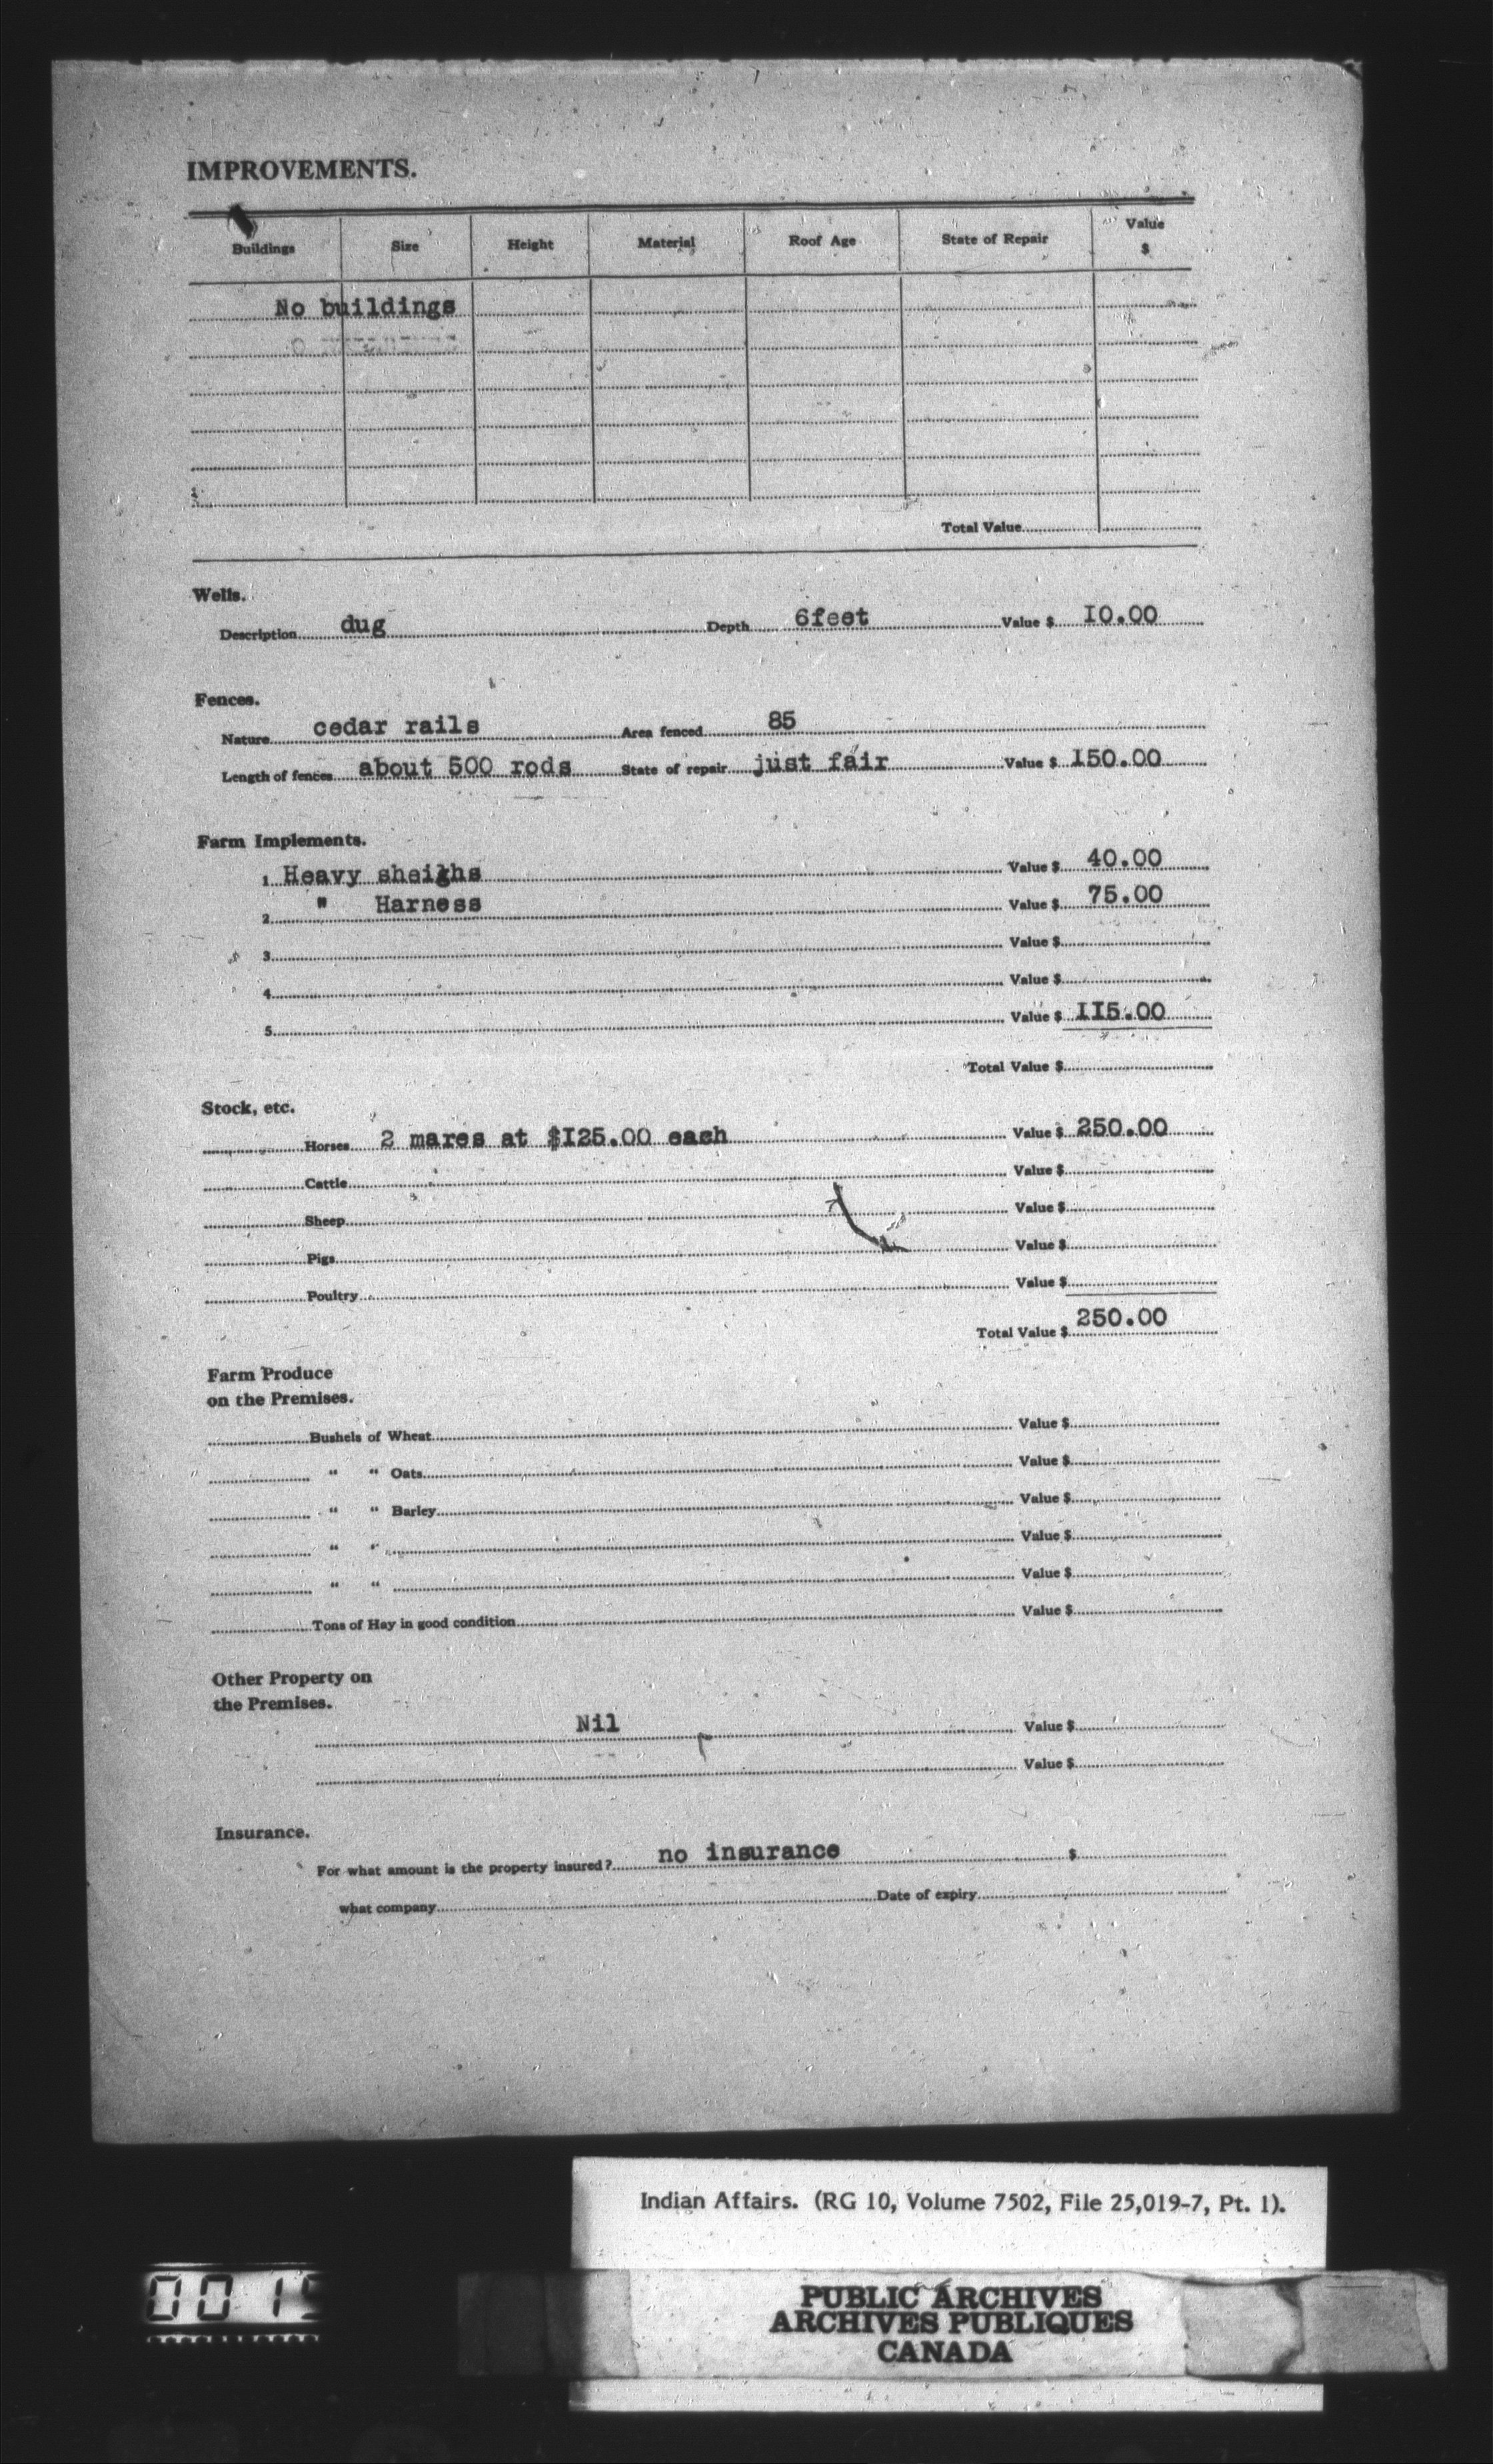 IMPROVEMENTS.
Buildings Size Height Material Roof Age State of Repair Value $
No buildings
Total Value
Wells.
Description dug Depth 6feet Value $ I0.00
Fences.
Nature cedar rails Area fenced 85
Length of fences about 500 rods State of repair just fair Value $ I50.00
Farm Implements.
1 Heavy sheighs Value $ 40.00
2 " Harness Value $ 75.00
3 Value $
4 Value $
5 Value $ II5.00
Total Value $
Stock, etc.
Horses 2 mares at $I25.00 each Value $ 250.00
Cattle Value $
Sheep Value $
Pigs Value $
Poultry Value $
Total Value $ 250.00
Farm Produce
on the Premises.
Bushels of Wheat Value $
" " Oats Value $
" " Barley Value $
" " Value $
" " Value $
Tons of Hay in good condition Value $
Other Property on
the Premises.
Nil Value $
Value $
Insurance.
For what amount is the property insured? no insurance $
what company Date of expiry
Indian Affairs. (RG 10, Volume 7502, File 25,019-7, Pt. 1).
PUBLIC ARCHIVES
ARCHIVES PUBLIQUES
CANADA